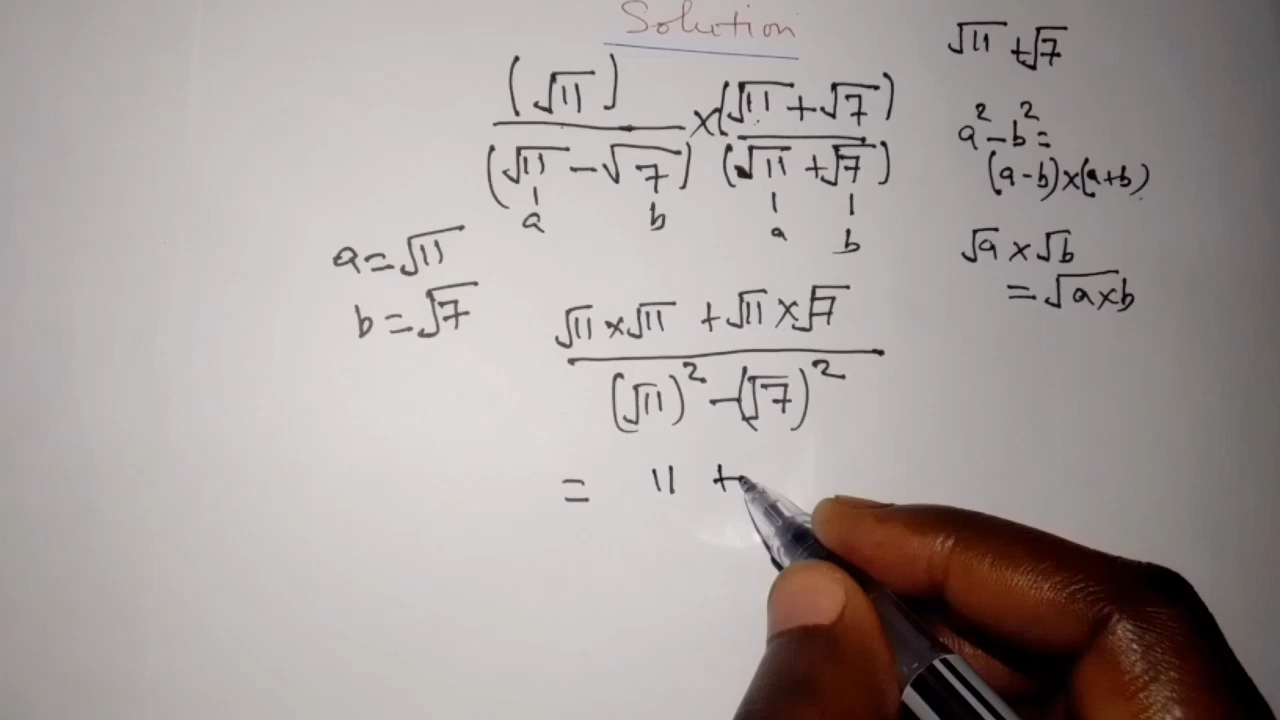 Solution
(√11) / (√11 - √7) × (√11 + √7) / (√11 + √7)
a b a b
a = √11
b = √7
√11 × √11 + √11 × √7
(√11)² - (√7)²
= 11 +
√11 + √7
a² - b² =
(a-b)×(a+b)
√a × √b
= √a×b